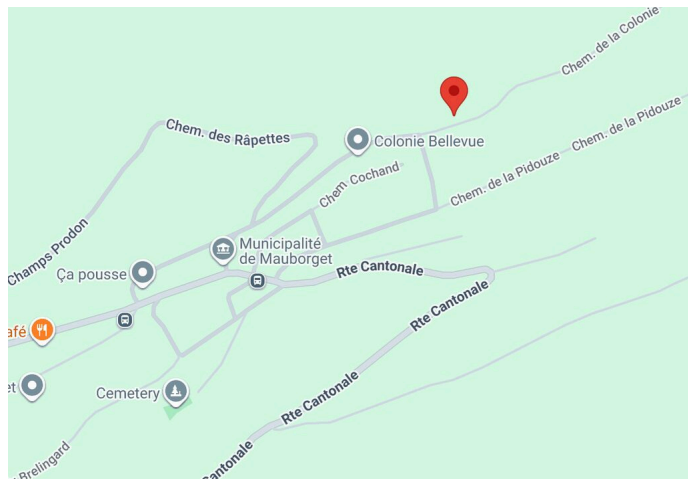 Chem. de la Colonie
Chem. des Râpettes
Colonie Bellevue
Chem. de la Pidouze
Chem. de la Pidouze
Chem. Cochand
Champs Prodon
Municipalité
de Mauborget
Ça pousse
Rte Cantonale
Rte Cantonale
afé
et
Cemetery
Rte Cantonale
Brelingard
Cantonale